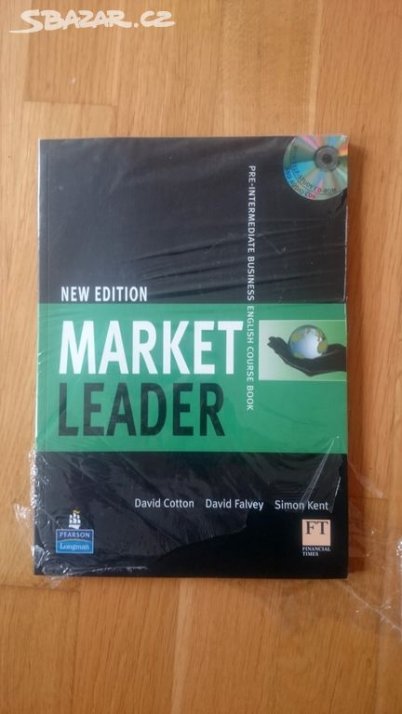 SBAZAR.CZ
PRE-INTERMEDIATE BUSINESS ENGLISH COURSE BOOK
NEW EDITION
MARKET
LEADER
David Cotton David Falvey Simon Kent
PEARSON
Longman
FT
FINANCIAL
TIMES